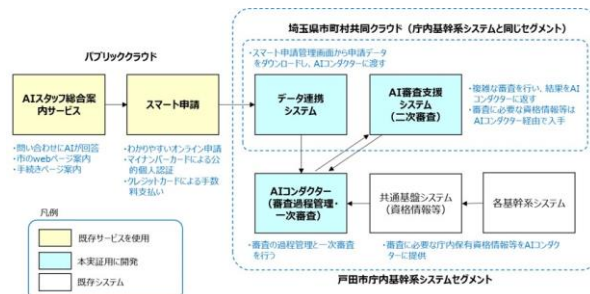 埼玉県市町村共同クラウド（庁内基幹系システムと同じセグメント）
パブリッククラウド
・スマート申請管理画面から申請データ
をダウンロードし、AIコンダクターに渡す
AIスタッフ総合案
内サービス
スマート申請
データ連携
システム
AI審査支援
システム
（二次審査）
・複雑な審査を行い、結果をAI
コンダクターに返す
・審査に必要な資格情報等は
AIコンダクター経由で入手
・問い合わせにAIが回答
・市のwebページ案内
・手続きページ案内
・わかりやすいオンライン申請
・マイナンバーカードによる公
的個人認証
・クレジットカードによる手数
料支払い
AIコンダクター
（審査過程管理・
一次審査）
共通基盤システム
（資格情報等）
各基幹系システム
・審査の過程管理と一次審査
を行う
・審査に必要な庁内保有資格情報等をAIコンダク
ターに提供
凡例
既存サービスを使用
本実証用に開発
既存システム
戸田市庁内基幹系システムセグメント